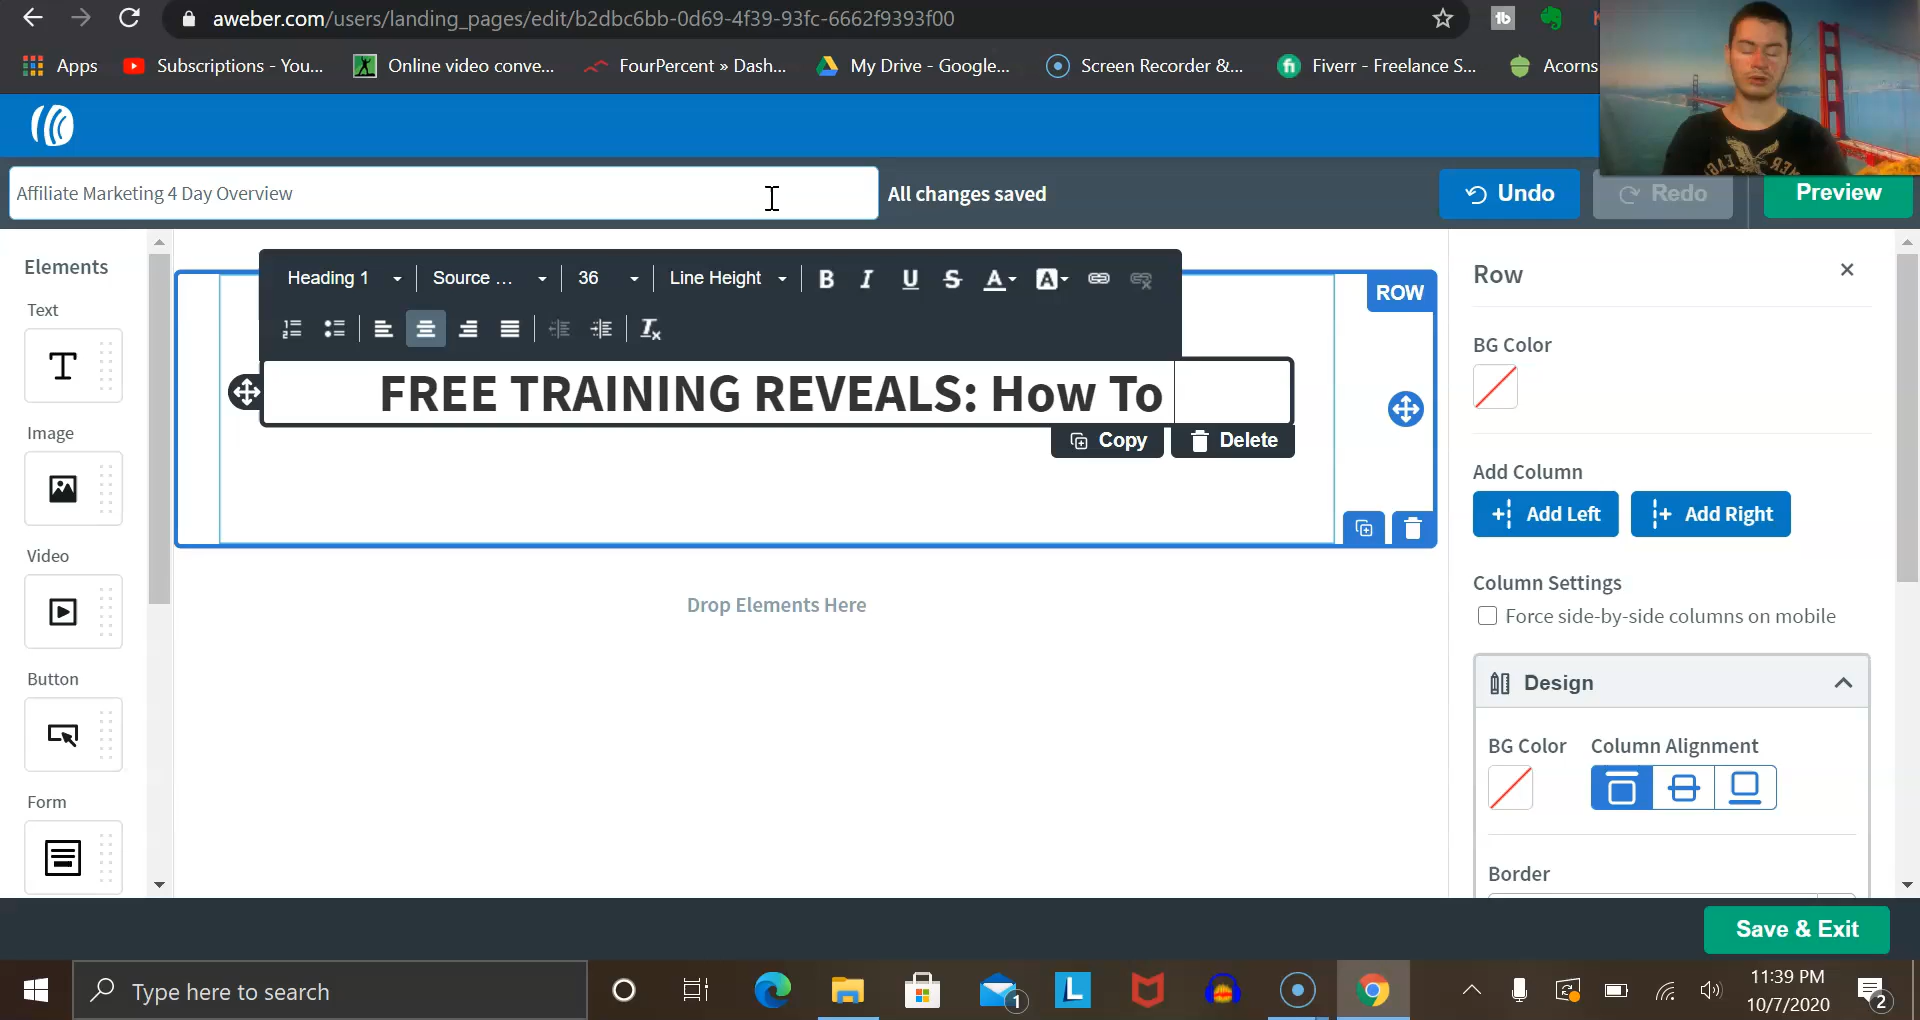 aweber.com/users/landing_pages/edit/b2dbc6bb-0d69-4f39-93fc-6662f9393f00
Apps
Subscriptions - You...
Online video conve...
FourPercent » Dash...
My Drive - Google...
Screen Recorder &...
Fiverr - Freelance S...
Acorns
Affiliate Marketing 4 Day Overview
All changes saved
Undo
Redo
Preview
Elements
Text
Image
Video
Button
Form
Heading 1
Source ...
36
Line Height
ROW
FREE TRAINING REVEALS: How To
Copy
Delete
Drop Elements Here
Row
BG Color
Add Column
Add Left
Add Right
Column Settings
Force side-by-side columns on mobile
Design
BG Color
Column Alignment
Border
Save & Exit
Type here to search
1
11:39 PM
10/7/2020
2